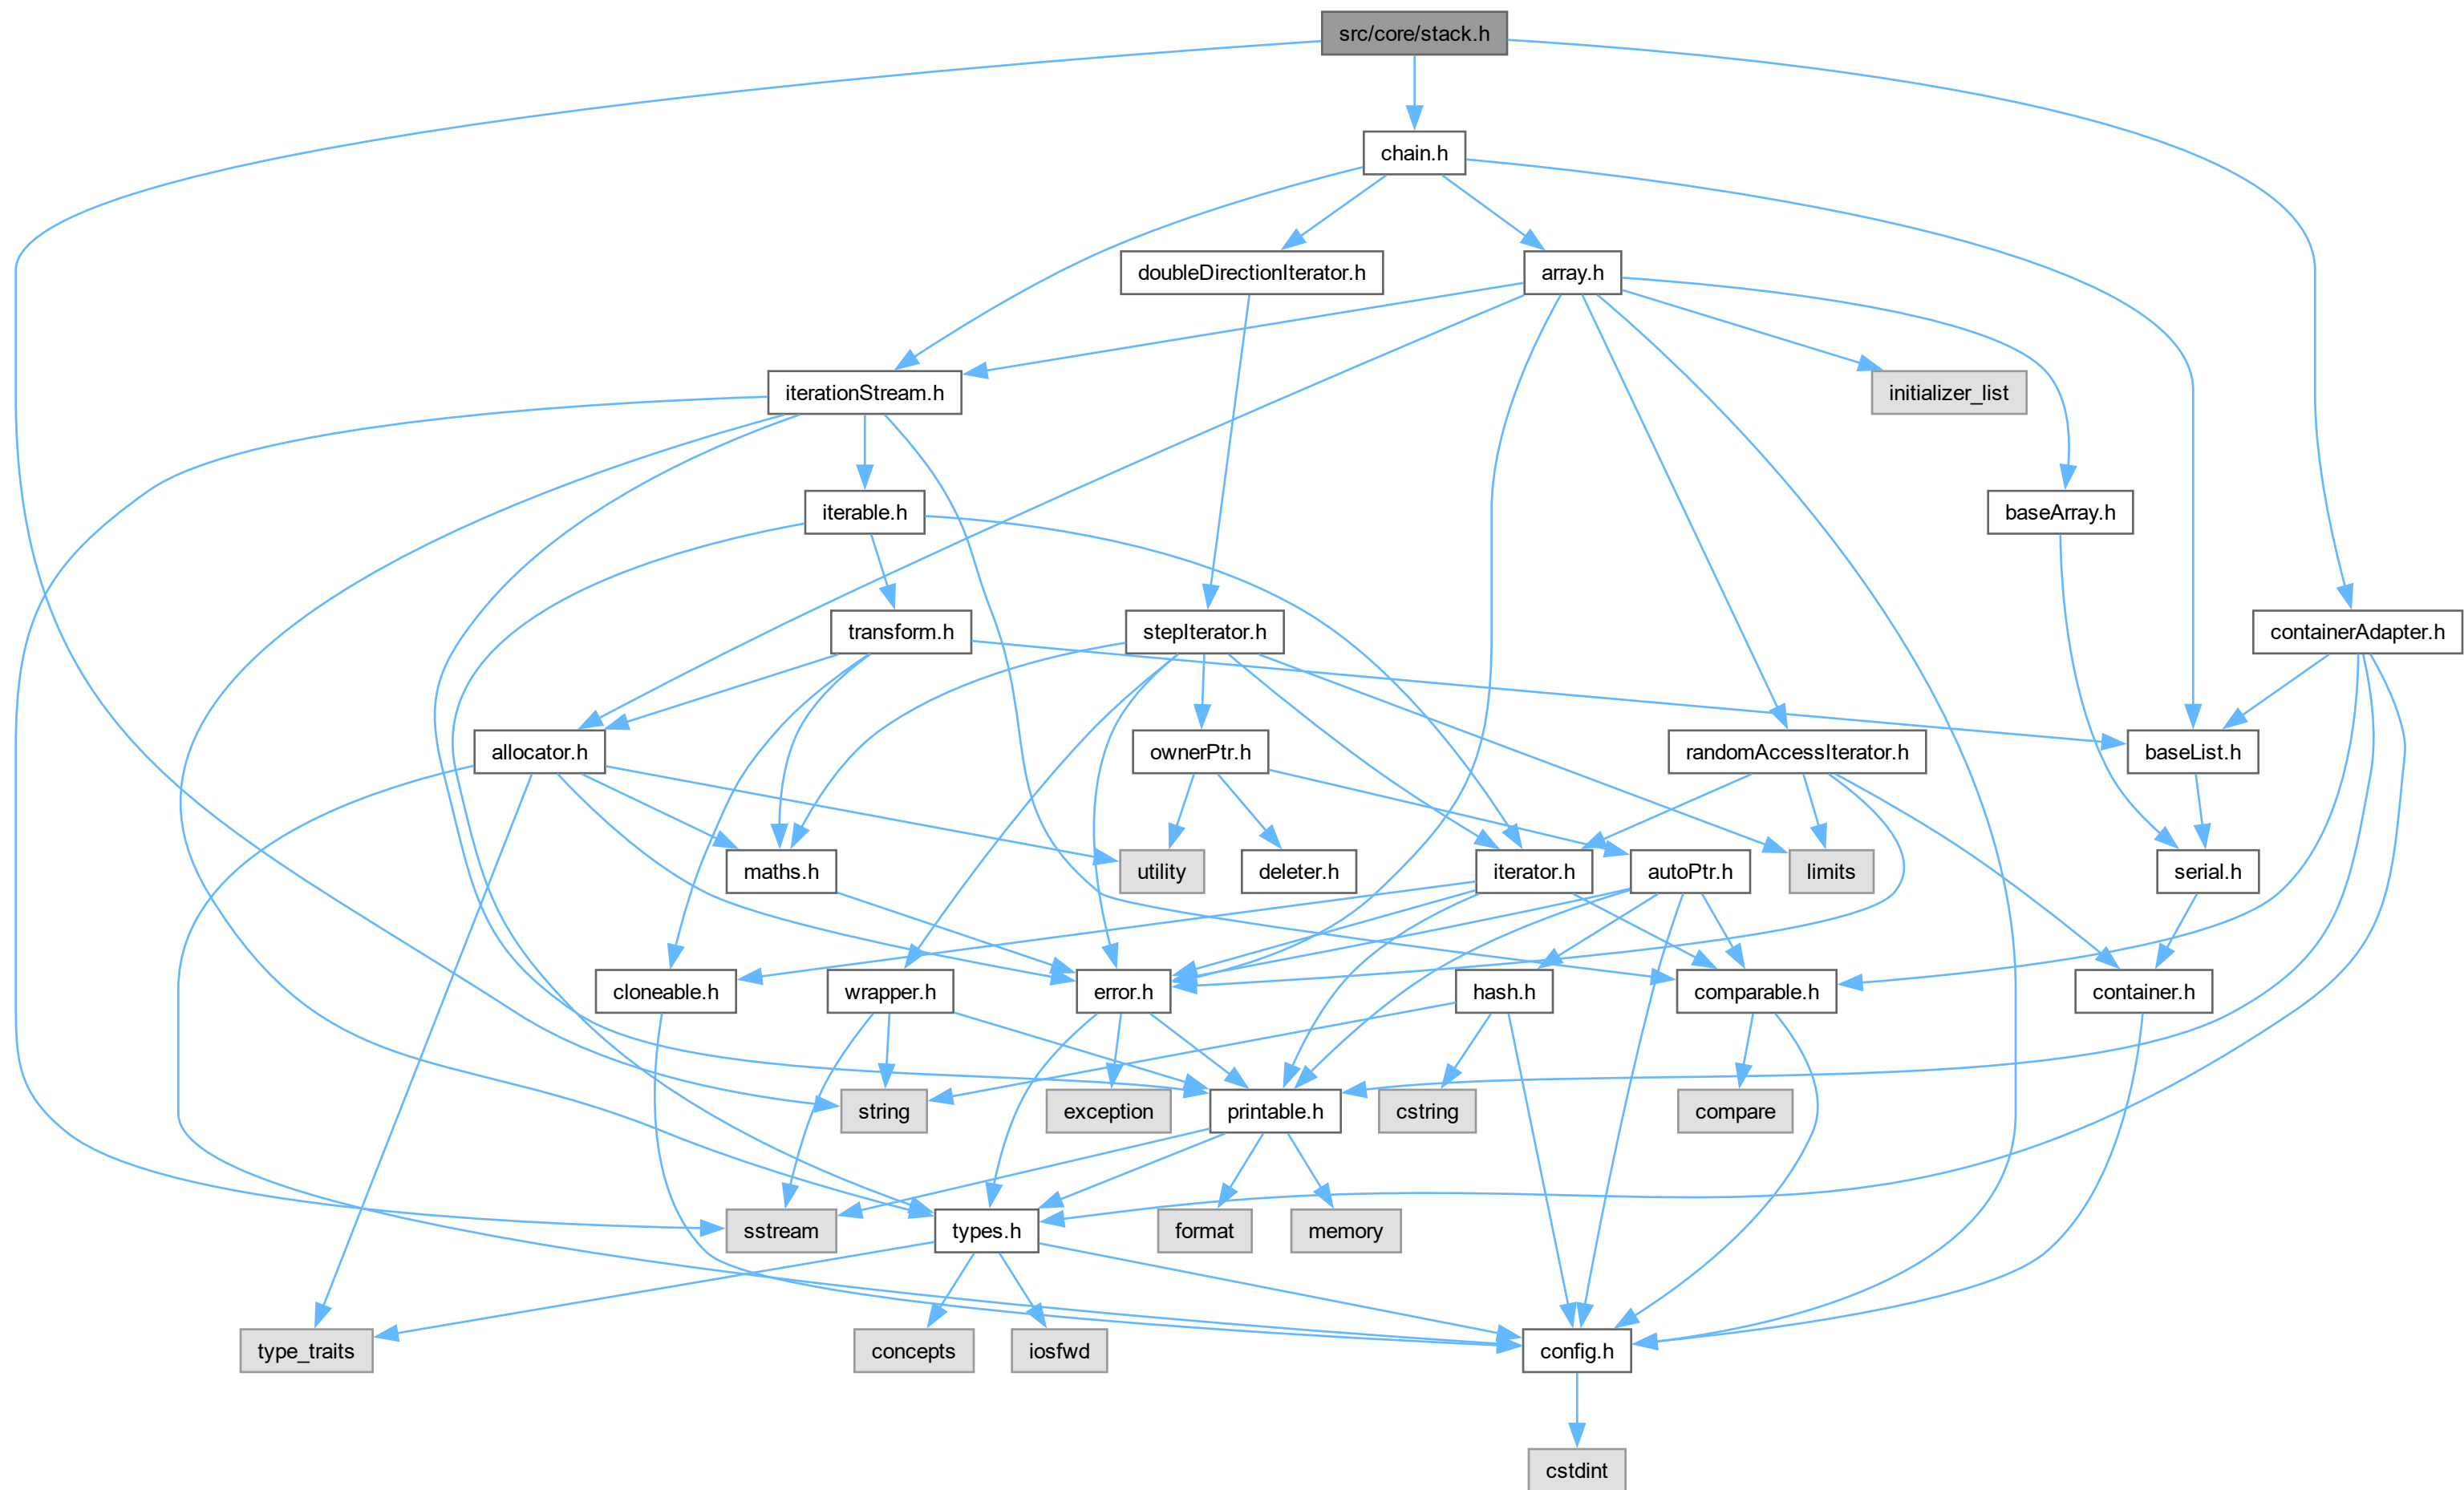 src/core/stack.h
chain.h
doubleDirectionIterator.h
array.h
iterationStream.h
initializer_list
iterable.h
baseArray.h
transform.h
stepIterator.h
containerAdapter.h
allocator.h
ownerPtr.h
randomAccessIterator.h
baseList.h
maths.h
utility
deleter.h
iterator.h
autoPtr.h
limits
serial.h
cloneable.h
wrapper.h
error.h
hash.h
comparable.h
container.h
string
exception
printable.h
cstring
compare
sstream
types.h
format
memory
type_traits
concepts
iosfwd
config.h
cstdint